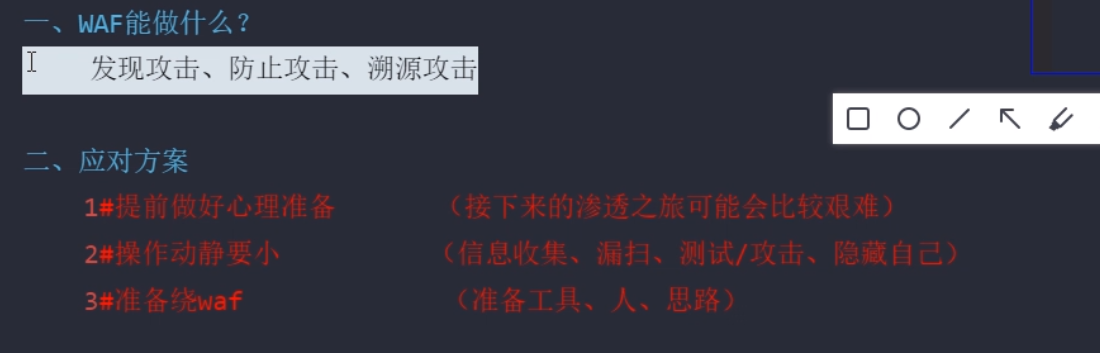 一、WAF能做什么？
发现攻击、防止攻击、溯源攻击
二、应对方案
1#提前做好心理准备 （接下来的渗透之旅可能会比较艰难）
2#操作动静要小 （信息收集、漏扫、测试/攻击、隐藏自己）
3#准备绕waf （准备工具、人、思路）